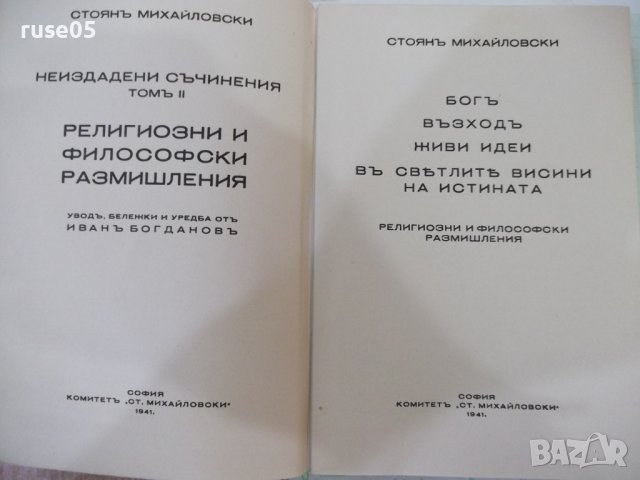 ruse05
СТОЯНЪ МИХАЙЛОВСКИ
НЕИЗДАДЕНИ СЪЧИНЕНИЯ
ТОМЪ II
РЕЛИГИОЗНИ И
ФИЛОСОФСКИ
РАЗМИШЛЕНИЯ
УВОДЪ, БЕЛЕЖКИ И УРЕДБА ОТЪ
ИВАНЪ БОГДАНОВЪ
СОФИЯ
КОМИТЕТЪ „СТ. МИХАЙЛОВСКИ"
1941.
СТОЯНЪ МИХАЙЛОВСКИ
БОГЪ
ВЪЗХОДЪ
ЖИВИ ИДЕИ
ВЪ СВѢТЛИТѢ ВИСИНИ
НА ИСТИНАТА
РЕЛИГИОЗНИ И ФИЛОСОФСКИ
РАЗМИШЛЕНИЯ
СОФИЯ
КОМИТЕТЪ „СТ. МИХАЙЛОВСКИ"
1941.
BAZAR